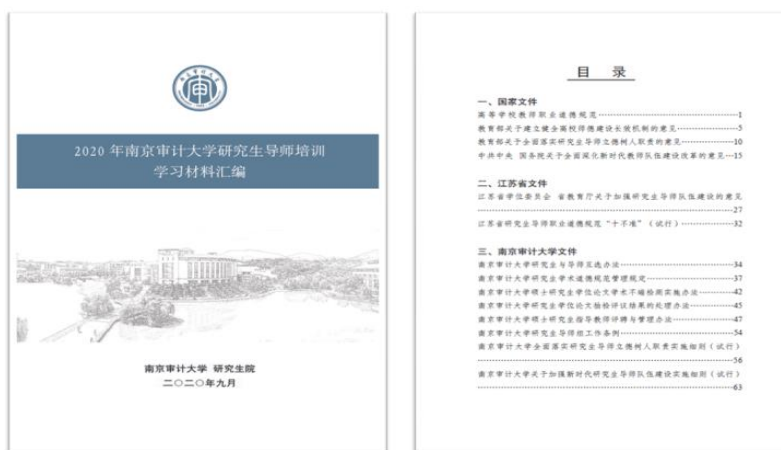 南京审计大学
2020 年南京审计大学研究生导师培训
学习材料汇编
南京审计大学 研究生院
二〇二〇年九月
目 录
一、国家文件
高等学校教师职业道德规范┄┄┄┄┄┄┄┄┄┄┄1
教育部关于建立健全高校师德建设长效机制的意见┄┄┄┄┄5
教育部关于全面落实研究生导师立德树人职责的意见┄┄┄┄10
中共中央 国务院关于全面深化新时代教师队伍建设改革的意见┄15
二、江苏省文件
江苏省学位委员会 省教育厅关于加强研究生导师队伍建设的意见
┄┄┄┄┄┄┄┄┄┄┄┄┄┄┄┄┄┄┄┄┄27
江苏省研究生导师职业道德规范“十不准”（试行）┄┄┄┄32
三、南京审计大学文件
南京审计大学研究生与导师互选办法┄┄┄┄┄┄┄┄34
南京审计大学研究生学术道德规范管理规定┄┄┄┄┄┄37
南京审计大学硕士研究生学位论文学术不端检测实施办法┄┄42
南京审计大学研究生学位论文抽检评议结果的处理办法┄┄┄45
南京审计大学硕士研究生指导教师评聘与管理办法┄┄┄┄47
南京审计大学研究生导师组工作条例┄┄┄┄┄┄┄┄54
南京审计大学全面落实研究生导师立德树人职责实施细则（试行）
┄┄┄┄┄┄┄┄┄┄┄┄┄┄┄┄┄┄┄┄┄56
南京审计大学关于加强新时代研究生导师队伍建设实施细则（试行）
┄┄┄┄┄┄┄┄┄┄┄┄┄┄┄┄┄┄┄┄┄63